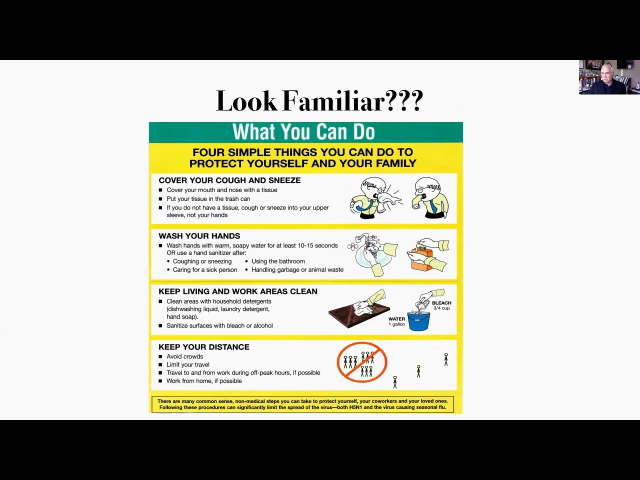 Look Familiar???
What You Can Do
FOUR SIMPLE THINGS YOU CAN DO TO
PROTECT YOURSELF AND YOUR FAMILY
COVER YOUR COUGH AND SNEEZE
■ Cover your mouth and nose with a tissue
■ Put your tissue in the trash can
■ If you do not have a tissue, cough or sneeze into your upper
sleeve, not your hands
WASH YOUR HANDS
■ Wash hands with warm, soapy water for at least 10-15 seconds
OR use a hand sanitizer after:
• Coughing or sneezing • Using the bathroom
• Caring for a sick person • Handling garbage or animal waste
KEEP LIVING AND WORK AREAS CLEAN
■ Clean areas with household detergents
(dishwashing liquid, laundry detergent,
hand soap).
■ Sanitize surfaces with bleach or alcohol
BLEACH
3/4 cup
WATER
1 gallon
KEEP YOUR DISTANCE
■ Avoid crowds
■ Limit your travel
■ Travel to and from work during off-peak hours, if possible
■ Work from home, if possible
There are many common sense, non-medical steps you can take to protect yourself, your coworkers and your loved ones.
Following these procedures can significantly limit the spread of the virus—both H5N1 and the virus causing seasonal flu.